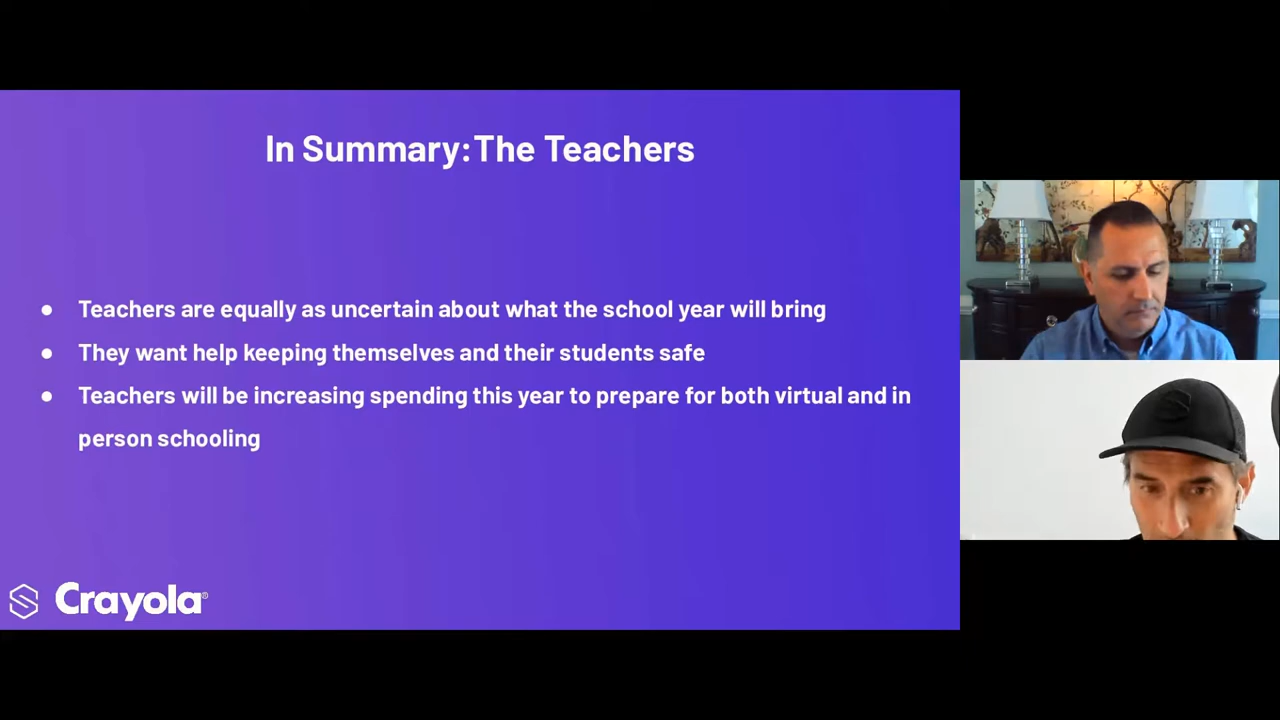 In Summary:The Teachers
● Teachers are equally as uncertain about what the school year will bring
● They want help keeping themselves and their students safe
● Teachers will be increasing spending this year to prepare for both virtual and in
person schooling
Crayola®